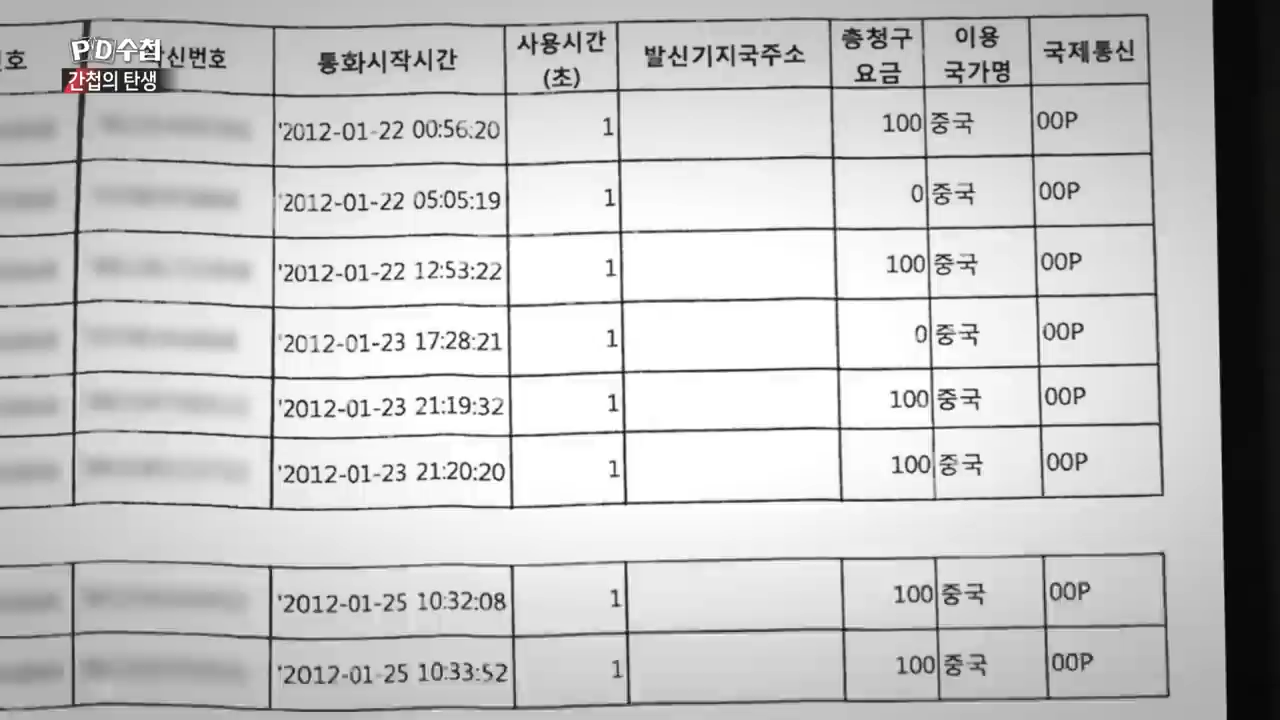 PD수첩
간첩의 탄생
호 신번호 통화시작시간 사용시간 (초) 발신기지국주소 총청구 요금 이용 국가명 국제통신
'2012-01-22 00:56:20 1 100 중국 00P
'2012-01-22 05:05:19 1 0 중국 00P
'2012-01-22 12:53:22 1 100 중국 00P
'2012-01-23 17:28:21 1 0 중국 00P
'2012-01-23 21:19:32 1 100 중국 00P
'2012-01-23 21:20:20 1 100 중국 00P
'2012-01-25 10:32:08 1 100 중국 00P
'2012-01-25 10:33:52 1 100 중국 00P